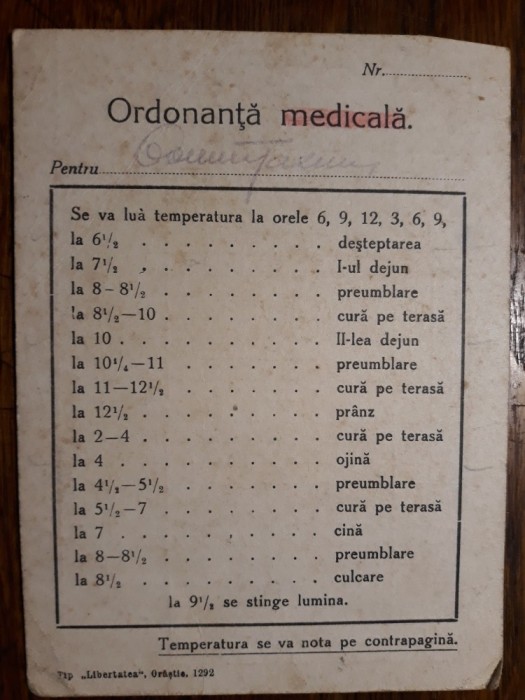 Nr.
Ordonanţă medicală.
Pentru
Se va luà temperatura la orele 6, 9, 12, 3, 6, 9,
la 6¹/₂ . . . . . . . . deşteptarea
la 7¹/₂ . . . . . . . . I-ul dejun
la 8–8¹/₂ . . . . . . . preumblare
la 8¹/₂—10 . . . . . . . cură pe terasă
la 10 . . . . . . . . . II-lea dejun
la 10¹/₄—11 . . . . . . preumblare
la 11—12¹/₂ . . . . . . cură pe terasă
la 12¹/₂ . . . . . . . . prânz
la 2—4 . . . . . . . . cură pe terasă
la 4 . . . . . . . . . ojină
la 4¹/₂—5¹/₂ . . . . . . preumblare
la 5¹/₂—7 . . . . . . . cură pe terasă
la 7 . . . . . . . . . cină
la 8—8¹/₂ . . . . . . . preumblare
la 8¹/₂ . . . . . . . . culcare
la 9¹/₂ se stinge lumina.
Temperatura se va nota pe contrapagină.
Tip „Libertatea“, Orăştie. 1292